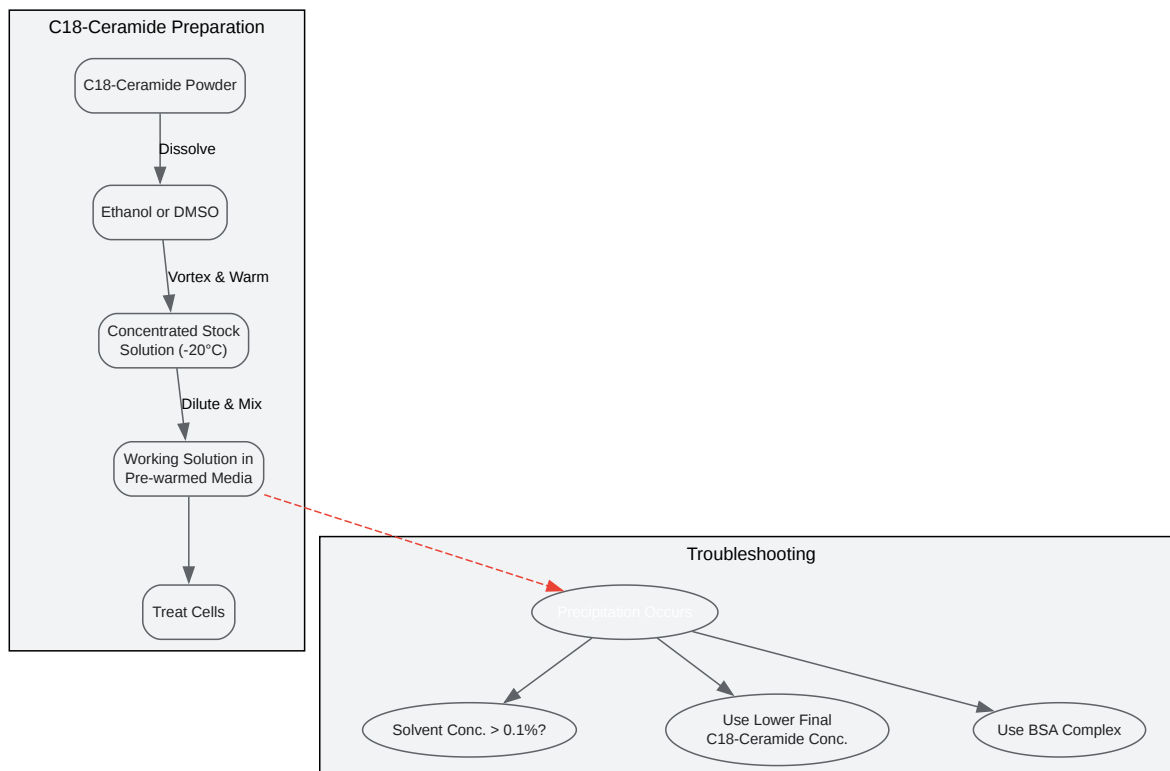 C18-Ceramide Preparation
C18-Ceramide Powder
Dissolve
Ethanol or DMSO
Vortex & Warm
Concentrated Stock
Solution (-20°C)
Dilute & Mix
Working Solution in
Pre-warmed Media
Treat Cells
Troubleshooting
Precipitation Occurs
Solvent Conc. > 0.1%?
Use Lower Final
C18-Ceramide Conc.
Use BSA Complex